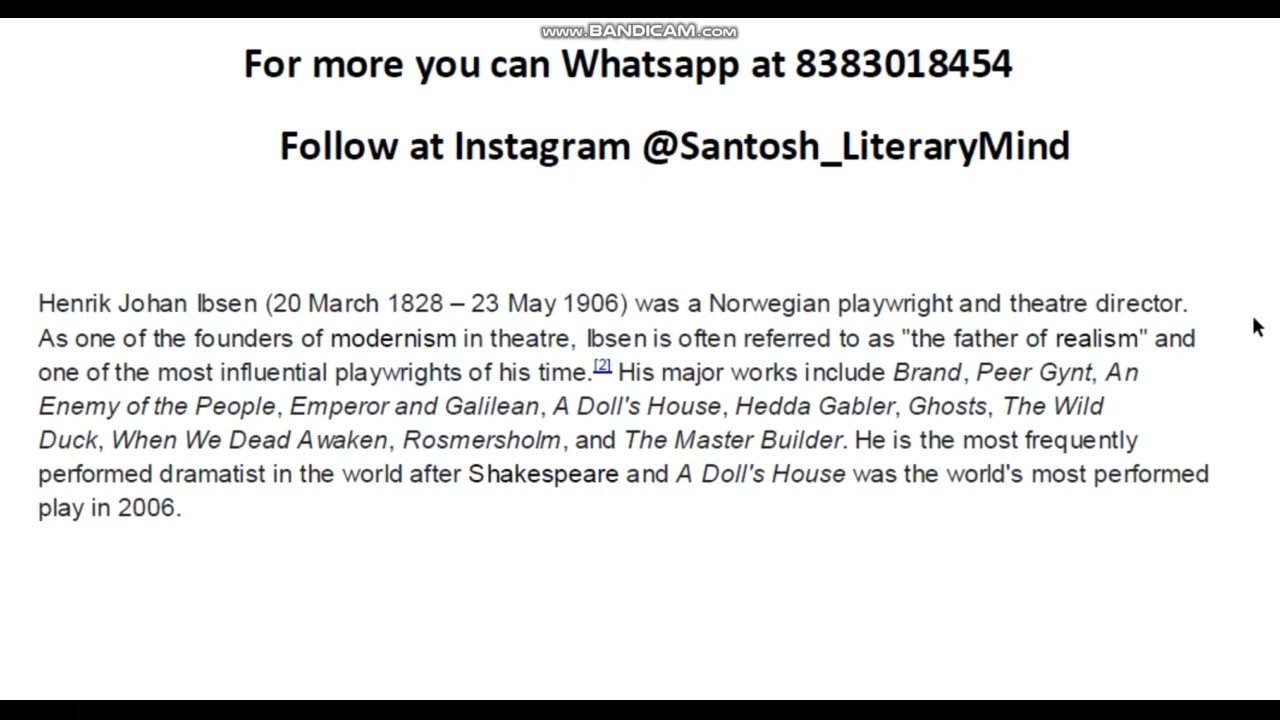 www.BANDICAM.com
For more you can Whatsapp at 8383018454
Follow at Instagram @Santosh_LiteraryMind
Henrik Johan Ibsen (20 March 1828 – 23 May 1906) was a Norwegian playwright and theatre director.
As one of the founders of modernism in theatre, Ibsen is often referred to as "the father of realism" and
one of the most influential playwrights of his time.[2] His major works include Brand, Peer Gynt, An
Enemy of the People, Emperor and Galilean, A Doll's House, Hedda Gabler, Ghosts, The Wild
Duck, When We Dead Awaken, Rosmersholm, and The Master Builder. He is the most frequently
performed dramatist in the world after Shakespeare and A Doll's House was the world's most performed
play in 2006.